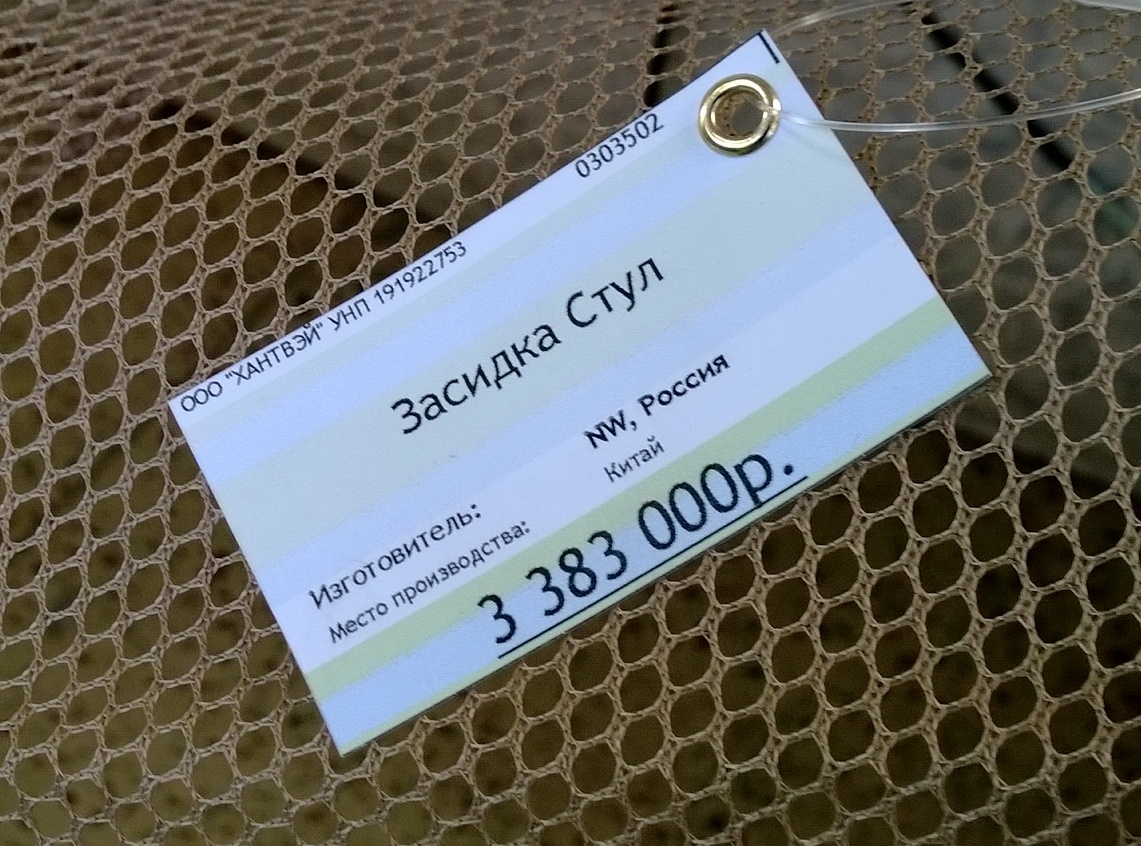 ООО "ХАНТВЭЙ" УНП 191922753 0303502
Засидка Стул
Изготовитель: NW, Россия
Место производства: Китай
3 383 000р.